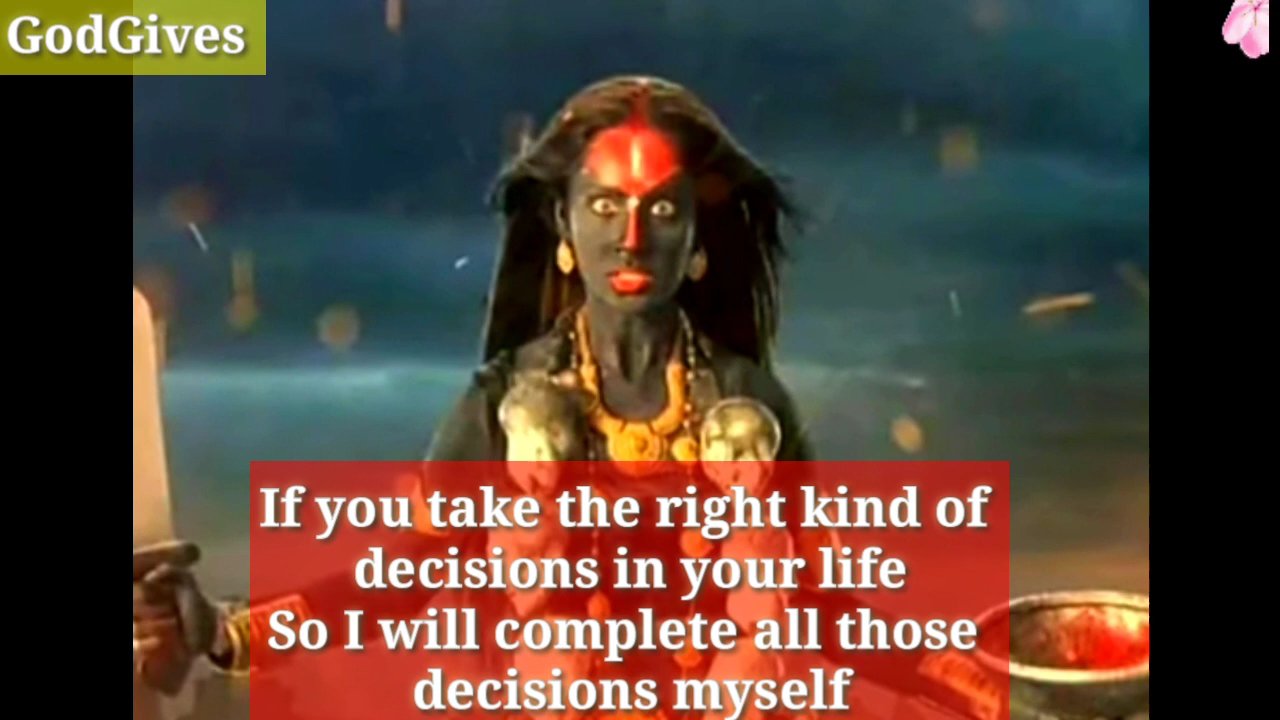 GodGives
If you take the right kind of
decisions in your life
So I will complete all those
decisions myself